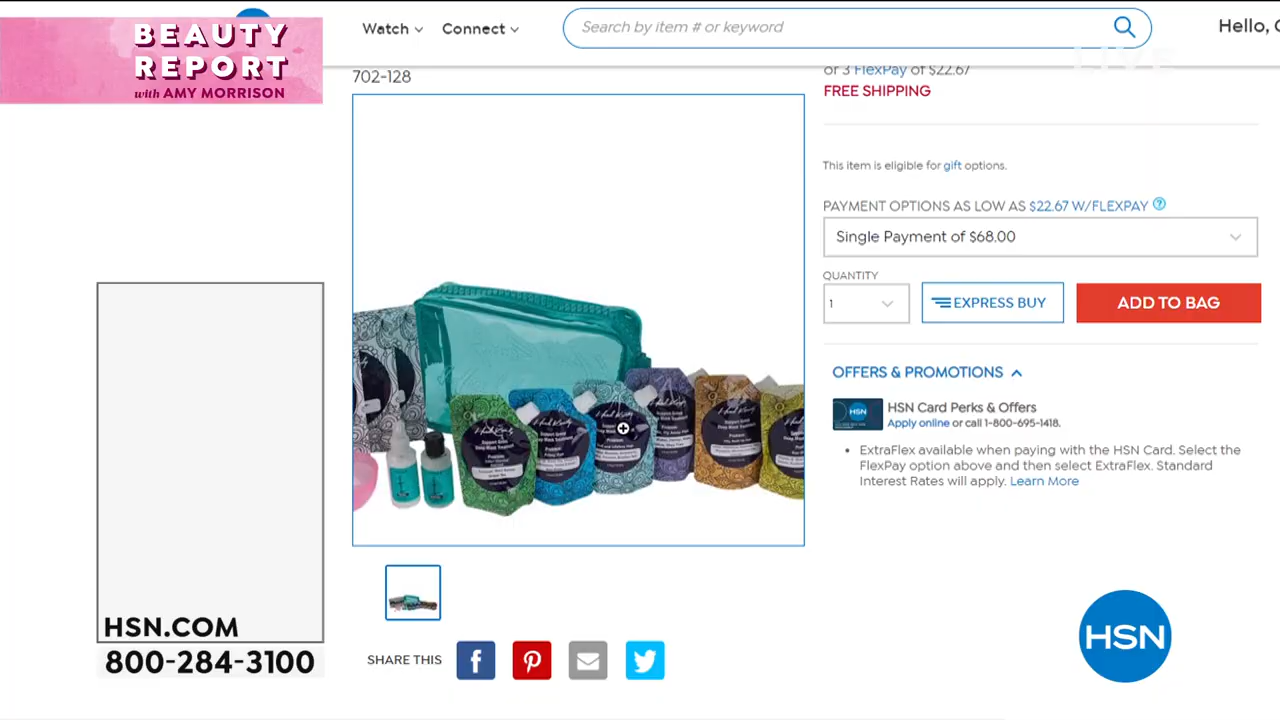 BEAUTY
REPORT
with AMY MORRISON
Watch
Connect
Search by item # or keyword
Hello,
LIVE
702-128
or 3 FlexPay of $22.67
FREE SHIPPING
This item is eligible for gift options.
PAYMENT OPTIONS AS LOW AS $22.67 W/FLEXPAY
Single Payment of $68.00
QUANTITY
1
EXPRESS BUY
ADD TO BAG
OFFERS & PROMOTIONS
HSN
HSN Card Perks & Offers
Apply online or call 1-800-695-1418.
• ExtraFlex available when paying with the HSN Card. Select the
FlexPay option above and then select ExtraFlex. Standard
Interest Rates will apply. Learn More
HSN.COM
800-284-3100
SHARE THIS
HSN